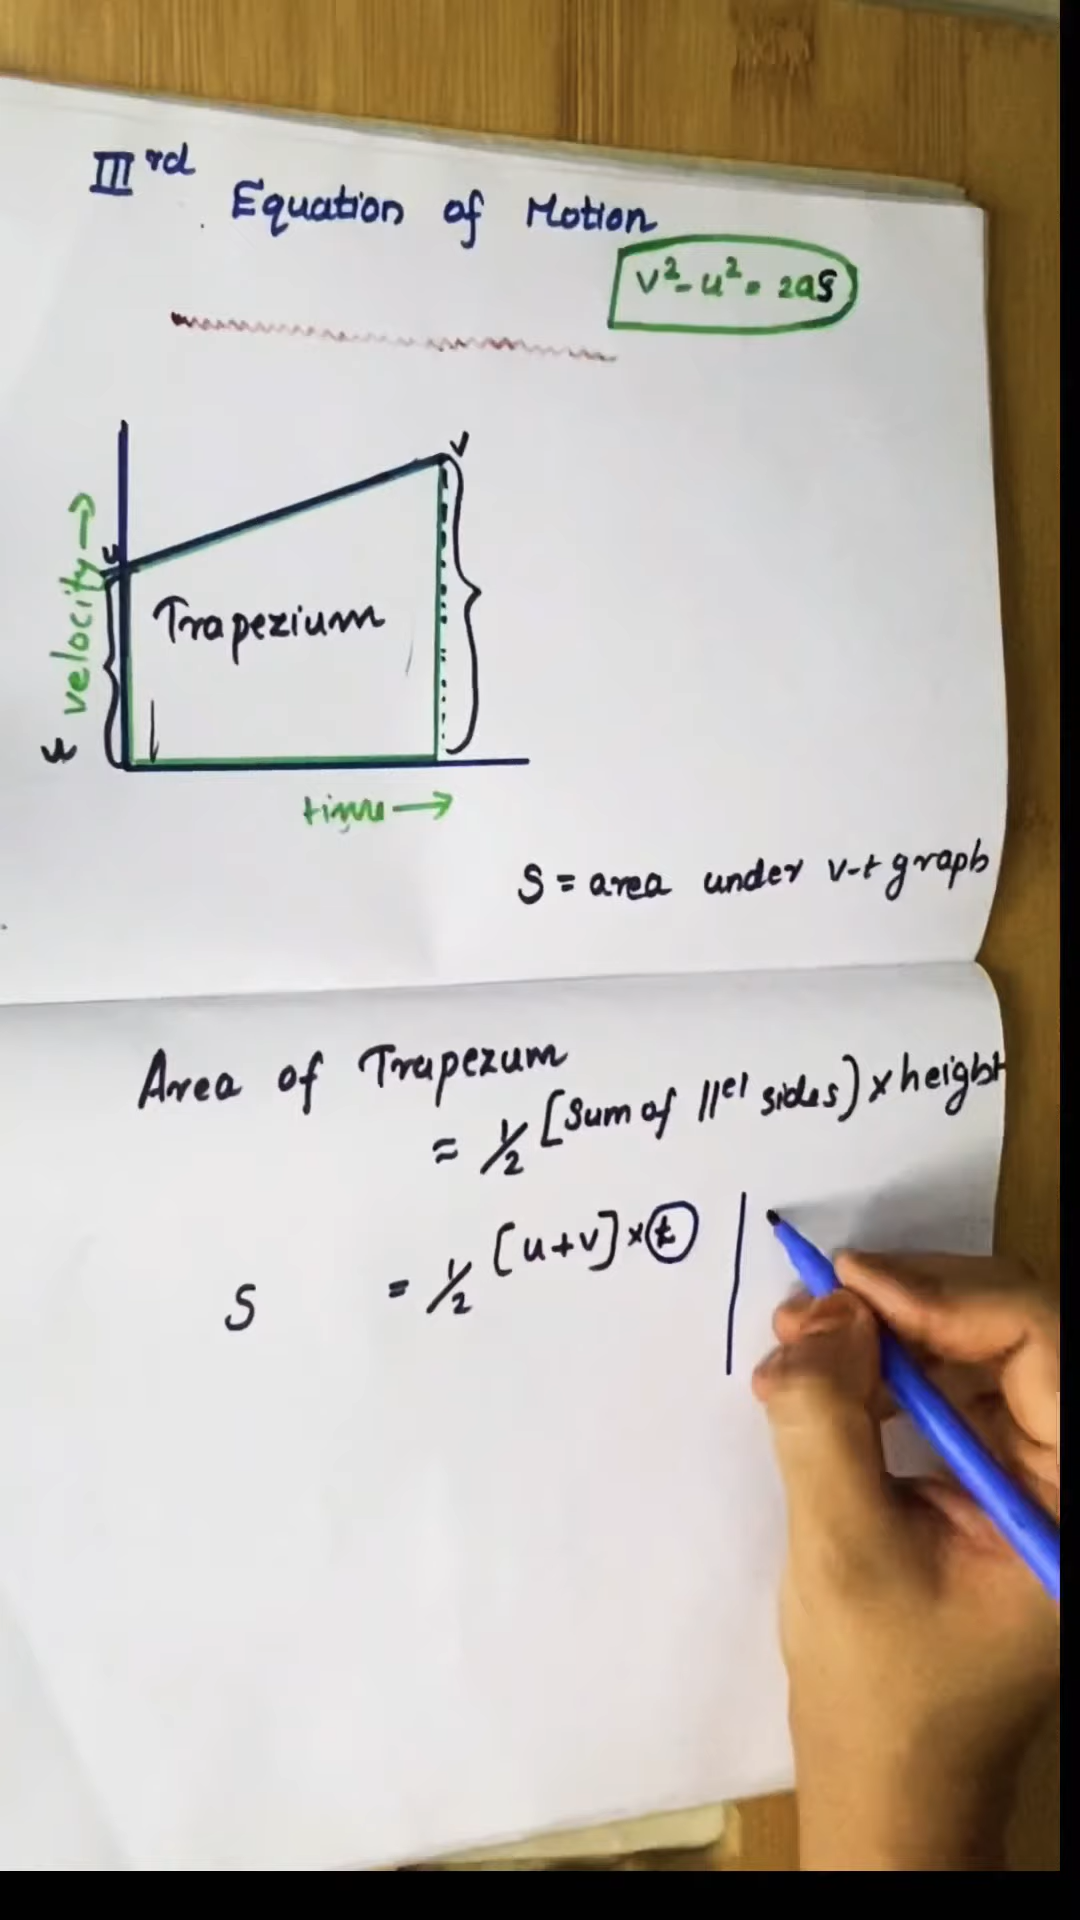 IIIrd Equation of Motion
v² - u² = 2as
v
u
velocity →
Trapezium
u
time →
S = area under v-t graph
Area of Trapezum
= 1/2 [Sum of ||el sides) × height
S = 1/2 [u+v] × t